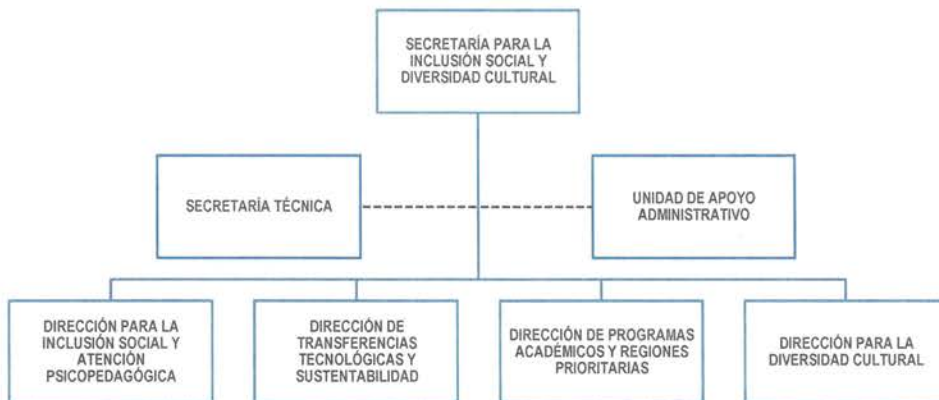 SECRETARÍA PARA LA
INCLUSIÓN SOCIAL Y
DIVERSIDAD CULTURAL
SECRETARÍA TÉCNICA
UNIDAD DE APOYO
ADMINISTRATIVO
DIRECCIÓN PARA LA
INCLUSIÓN SOCIAL Y
ATENCIÓN
PSICOPEDAGÓGICA
DIRECCIÓN DE
TRANSFERENCIAS
TECNOLÓGICAS Y
SUSTENTABILIDAD
DIRECCIÓN DE PROGRAMAS
ACADÉMICOS Y REGIONES
PRIORITARIAS
DIRECCIÓN PARA LA
DIVERSIDAD CULTURAL